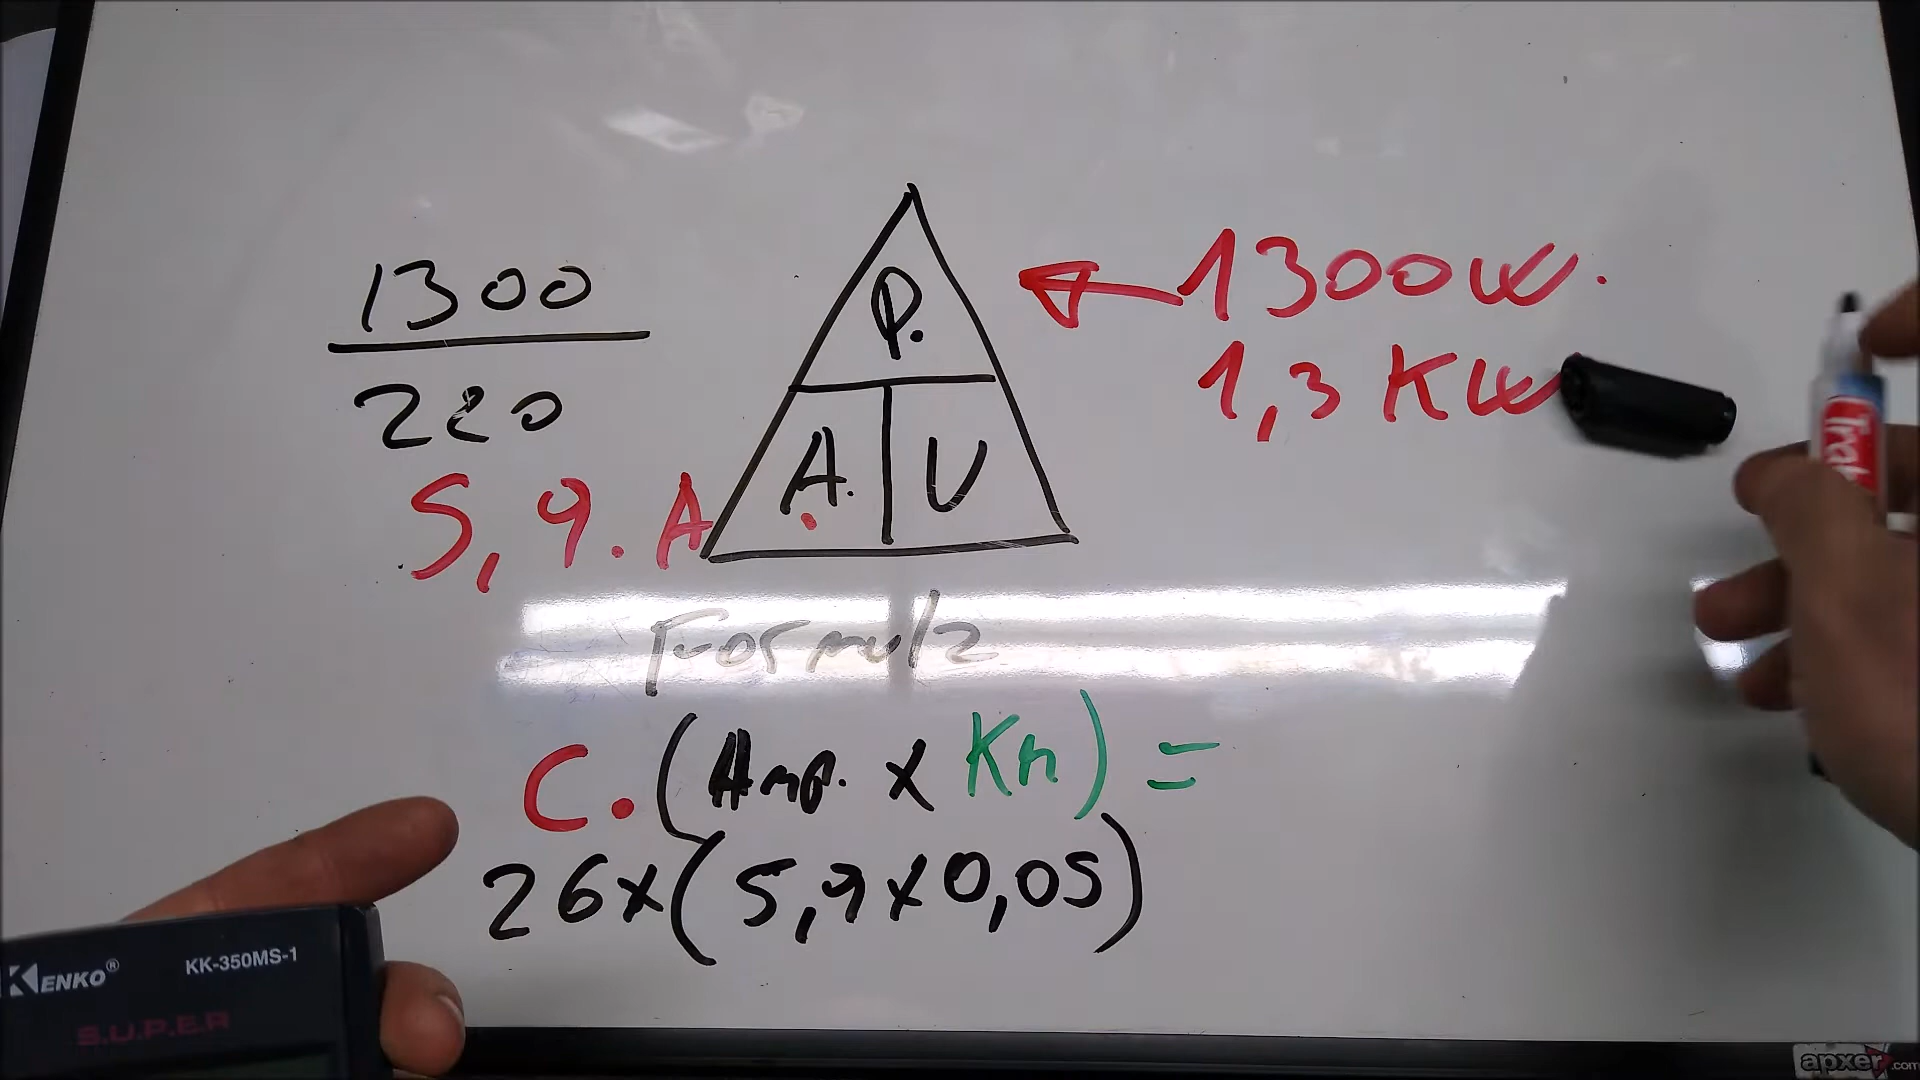 1300
220
5,9. A
P.
A. U
1300W.
1,3 KW
C. (Amp. x Kn) =
26x(5,9x0,05)
KENKO® KK-350MS-1
S.U.P.E.R
apxer.com